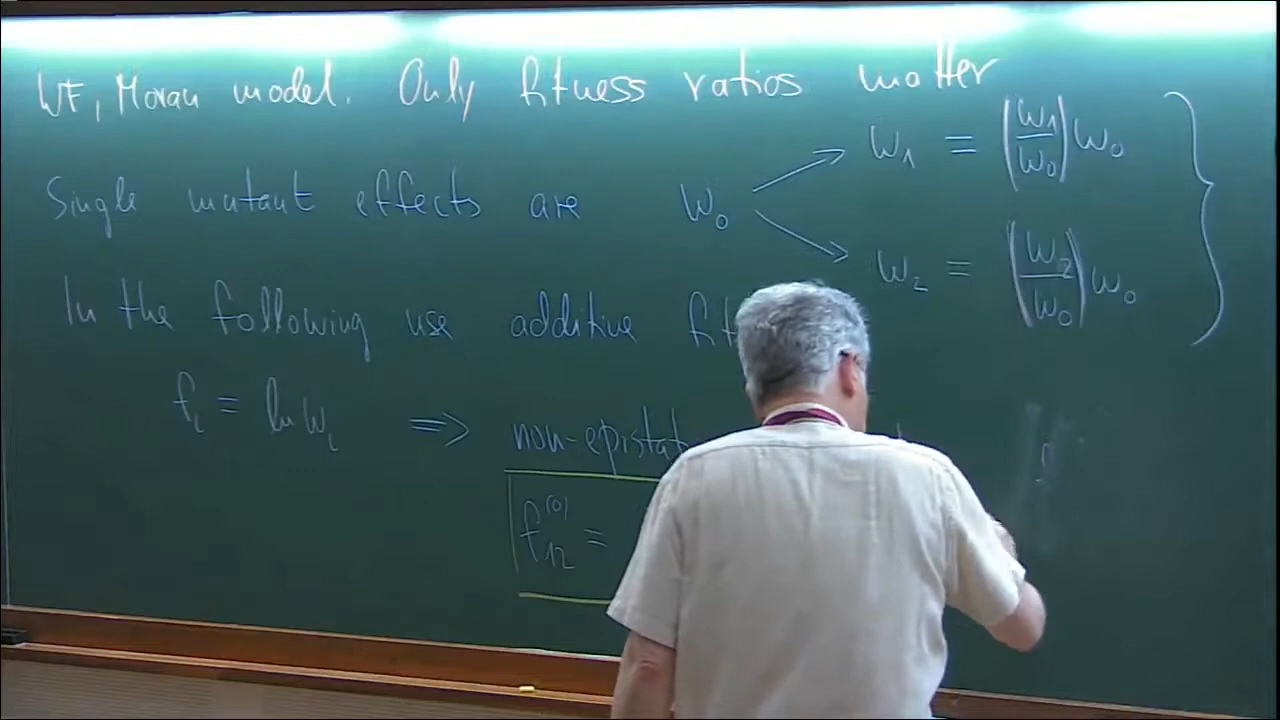 WF, Moran model. Only fitness ratios matter
Single mutant effects are w₀ → w₁ = (w₁/w₀) w₀
→ w₂ = (w₂/w₀) w₀
In the following use additive
fᵢ = ln wᵢ ⇒ non-epistat
f₁₂⁽⁰⁾ =